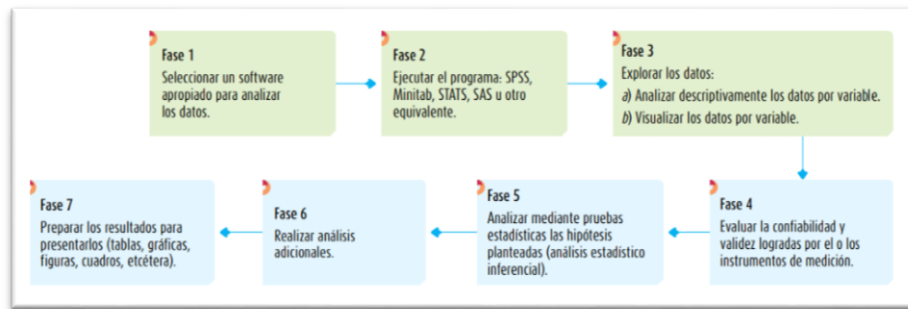 Fase 1
Seleccionar un software
apropiado para analizar
los datos.
Fase 2
Ejecutar el programa: SPSS,
Minitab, STATS, SAS u otro
equivalente.
Fase 3
Explorar los datos:
a) Analizar descriptivamente los datos por variable.
b) Visualizar los datos por variable.
Fase 4
Evaluar la confiabilidad y
validez logradas por el o los
instrumentos de medición.
Fase 5
Analizar mediante pruebas
estadísticas las hipótesis
planteadas (análisis estadístico
inferencial).
Fase 6
Realizar análisis
adicionales.
Fase 7
Preparar los resultados para
presentarlos (tablas, gráficas,
figuras, cuadros, etcétera).